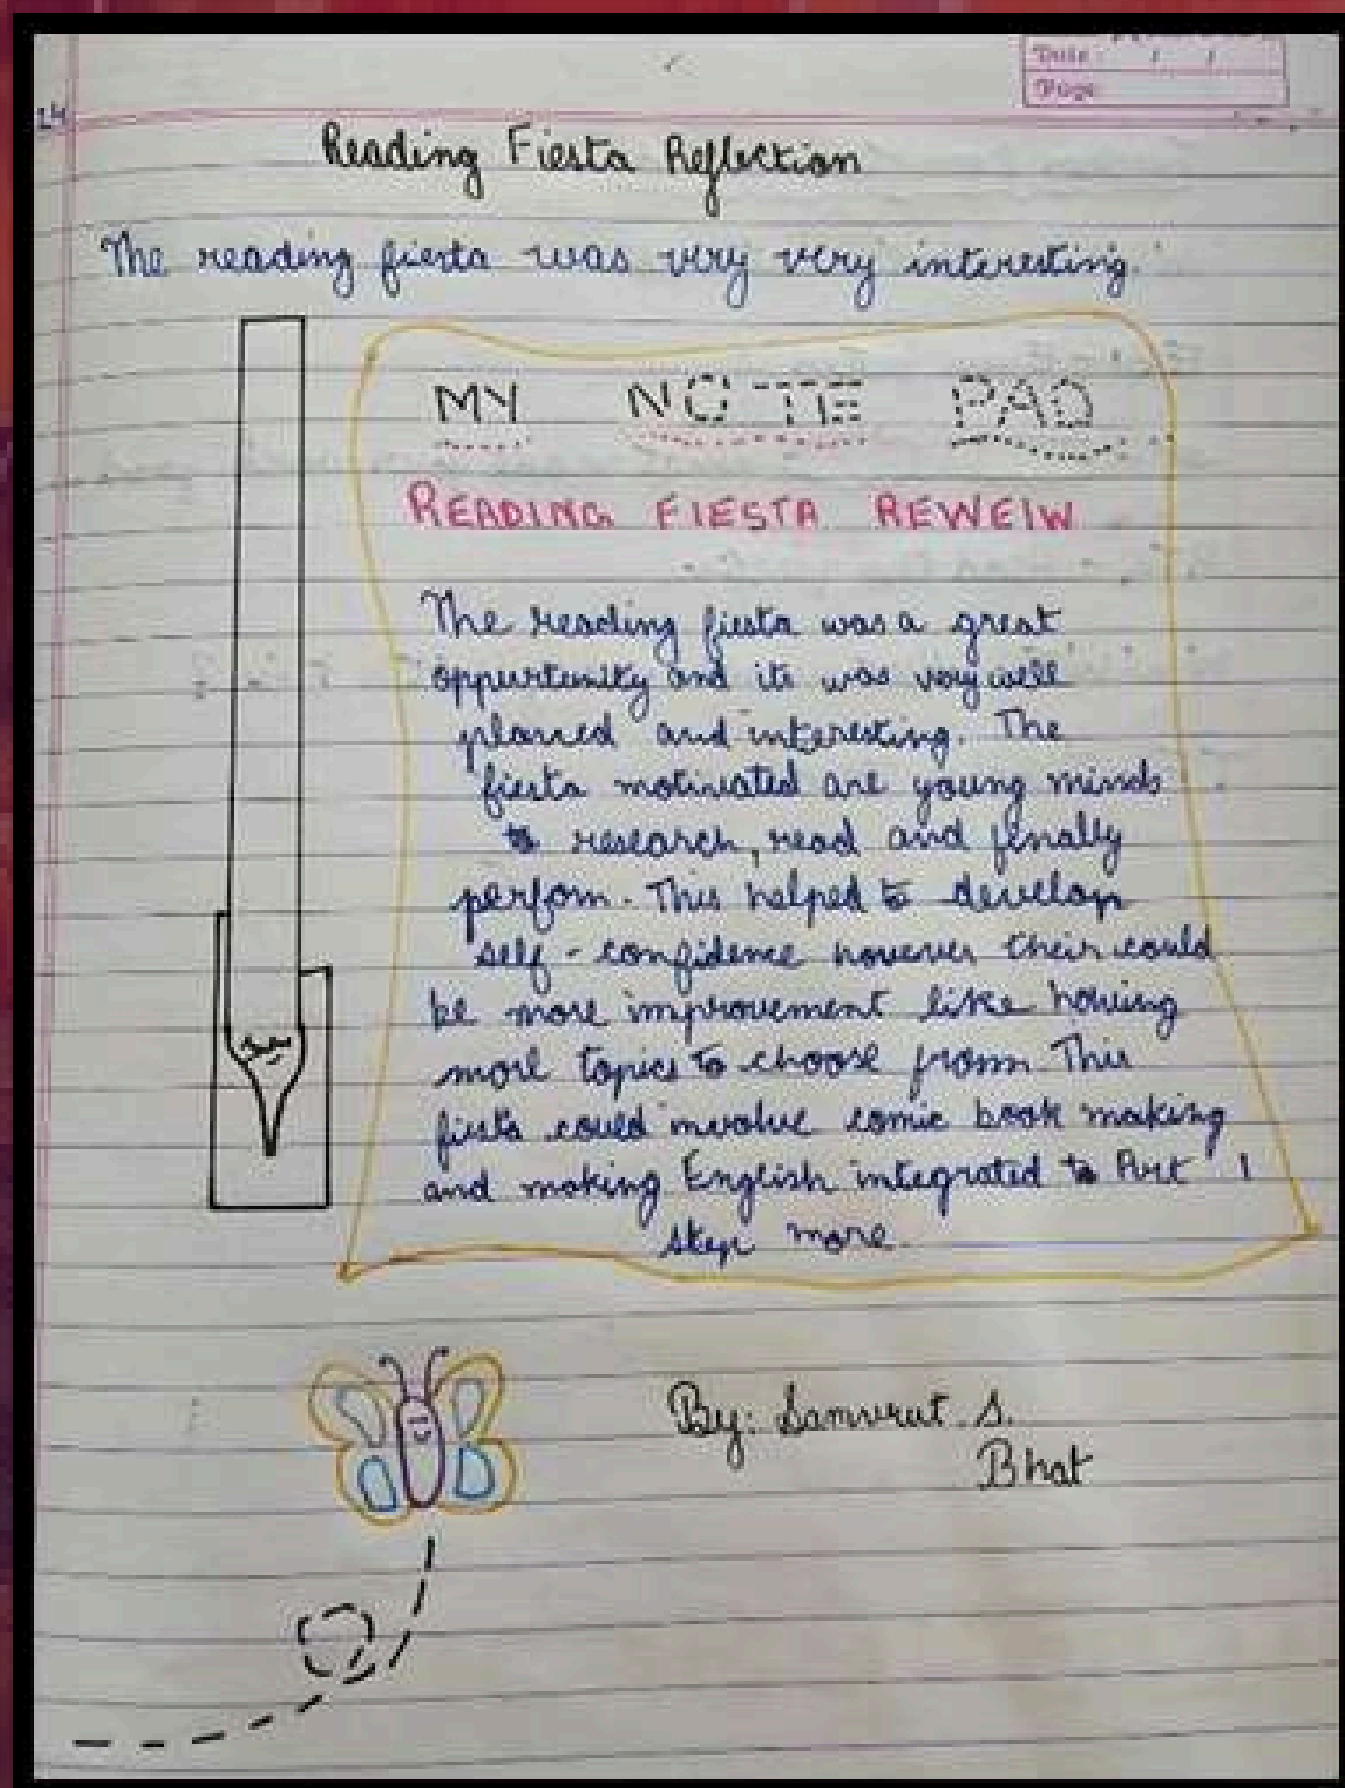 Date : / /
Page
24
Reading Fiesta Reflection
The reading fiesta was very very interesting.
MY NOTE PAD
READING FIESTA REWEIW
The reading fiesta was a great
oppurtunity and its was very well
planned and interesting. The
fiesta motivated are young minds
to research, read and finally
perfom. This helped to develop
self-confidence however their could
be more improvement like having
more topics to choose from. This
fiesta could involve comic book making
and making English integrated to Art 1
step more.
By: Samvrut. S.
Bhat